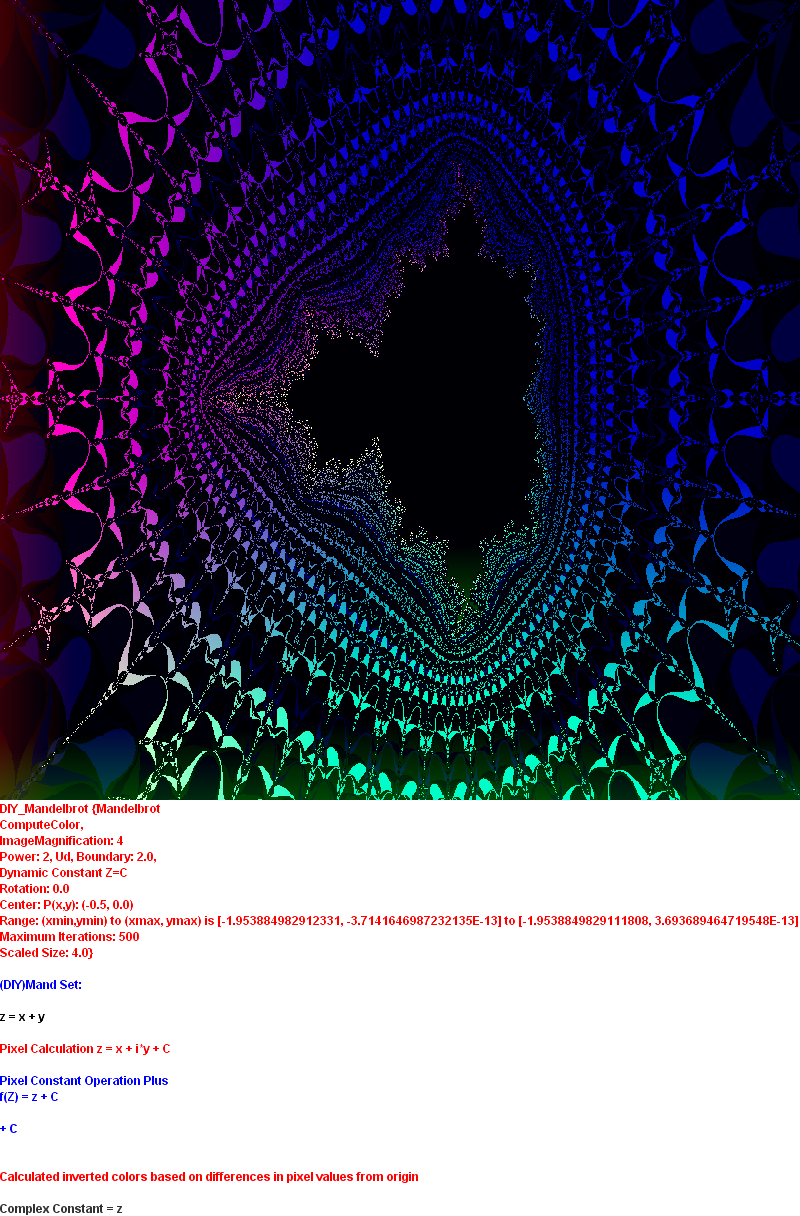 DIY_Mandelbrot {Mandelbrot
ComputeColor,
ImageMagnification: 4
Power: 2, Ud, Boundary: 2.0,
Dynamic Constant Z=C
Rotation: 0.0
Center: P(x,y): (-0.5, 0.0)
Range: (xmin,ymin) to (xmax, ymax) is [-1.953884982912331, -3.7141646987232135E-13] to [-1.9538849829111808, 3.693689464719548E-13]
Maximum Iterations: 500
Scaled Size: 4.0}
(DIY)Mand Set:
z = x + y
Pixel Calculation z = x + i*y + C
Pixel Constant Operation Plus
f(Z) = z + C
+ C
Calculated inverted colors based on differences in pixel values from origin
Complex Constant = z